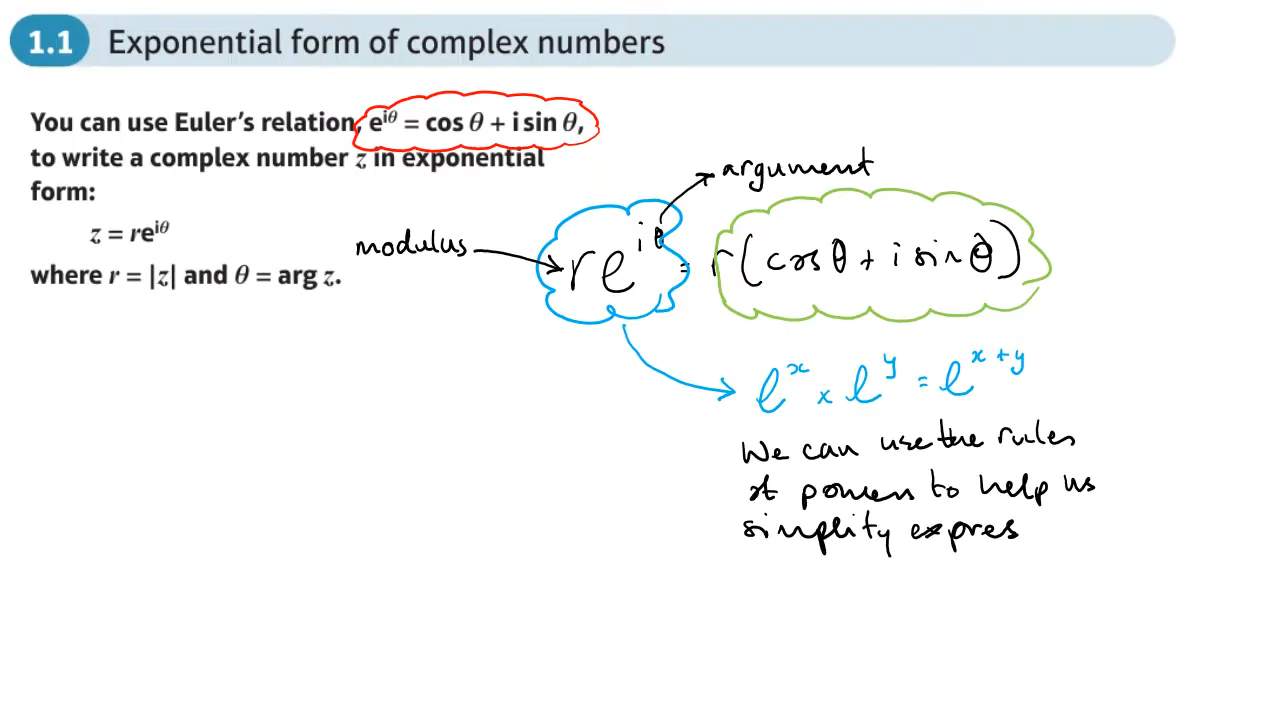 1.1 Exponential form of complex numbers
You can use Euler's relation, e^{iθ} = cos θ + i sin θ,
to write a complex number z in exponential
form:
z = re^{iθ}
where r = |z| and θ = arg z.
argument
modulus
re^{iθ} = r(cos θ + i sin θ)
e^x × e^y = e^{x+y}
We can use the rules
of powers to help us
simplify expres